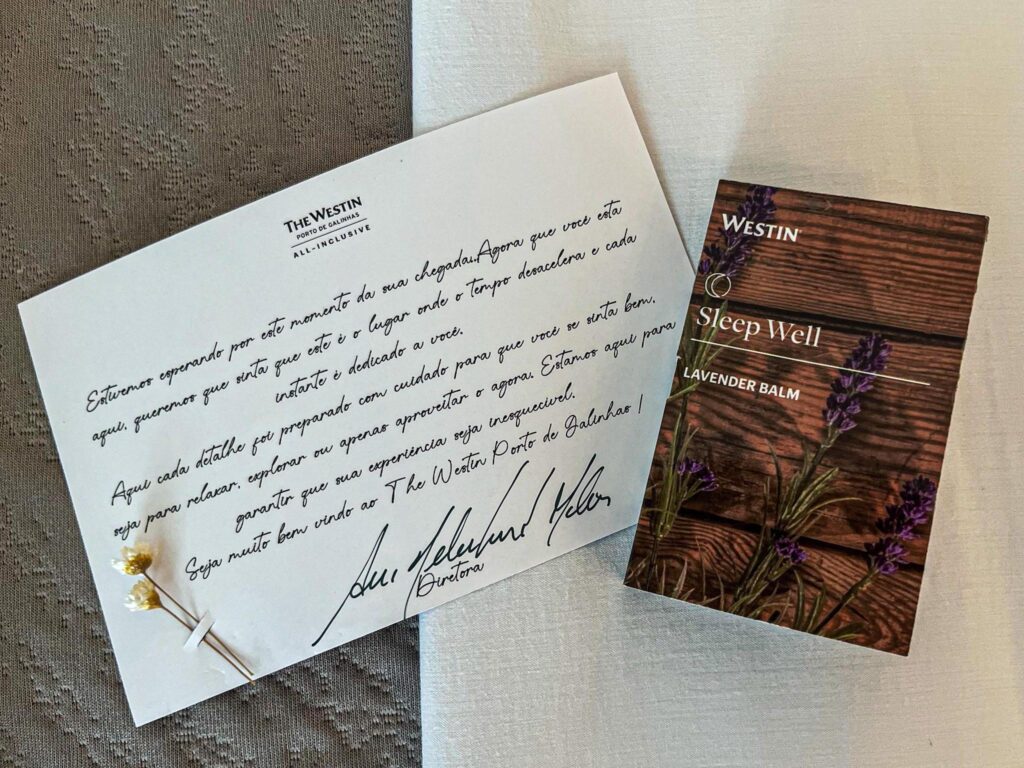 THE WESTIN
PORTO DE GALINHAS
ALL-INCLUSIVE
Estivemos esperando por este momento da sua chegada.Agora que você esta
aqui, queremos que sinta que este é o lugar onde o tempo desacelera e cada
instante é dedicado a você.
Aqui cada detalhe foi preparado com cuidado para que você se sinta bem,
seja para relaxar, explorar ou apenas aproveitar o agora. Estamos aqui para
garantir que sua experiência seja inesquecível.
Seja muito bem vindo ao The Westin Porto de Galinhas !
Diretora
WESTIN
Sleep Well
LAVENDER BALM